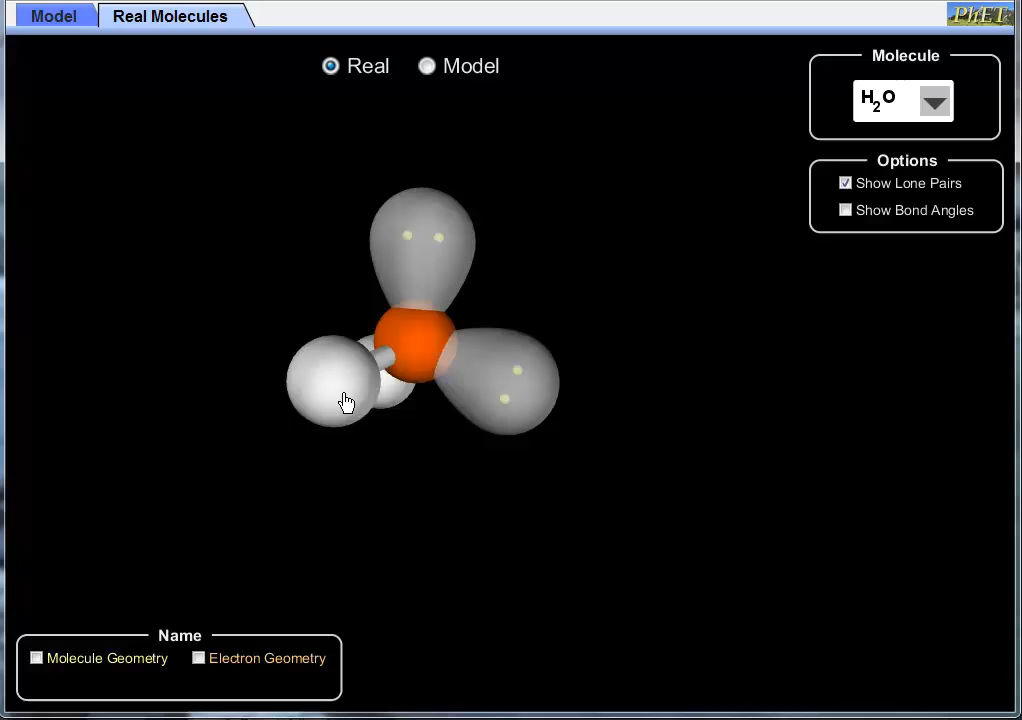 Model
Real Molecules
PhET
Real
Model
Molecule
H₂O
Options
Show Lone Pairs
Show Bond Angles
Name
Molecule Geometry
Electron Geometry